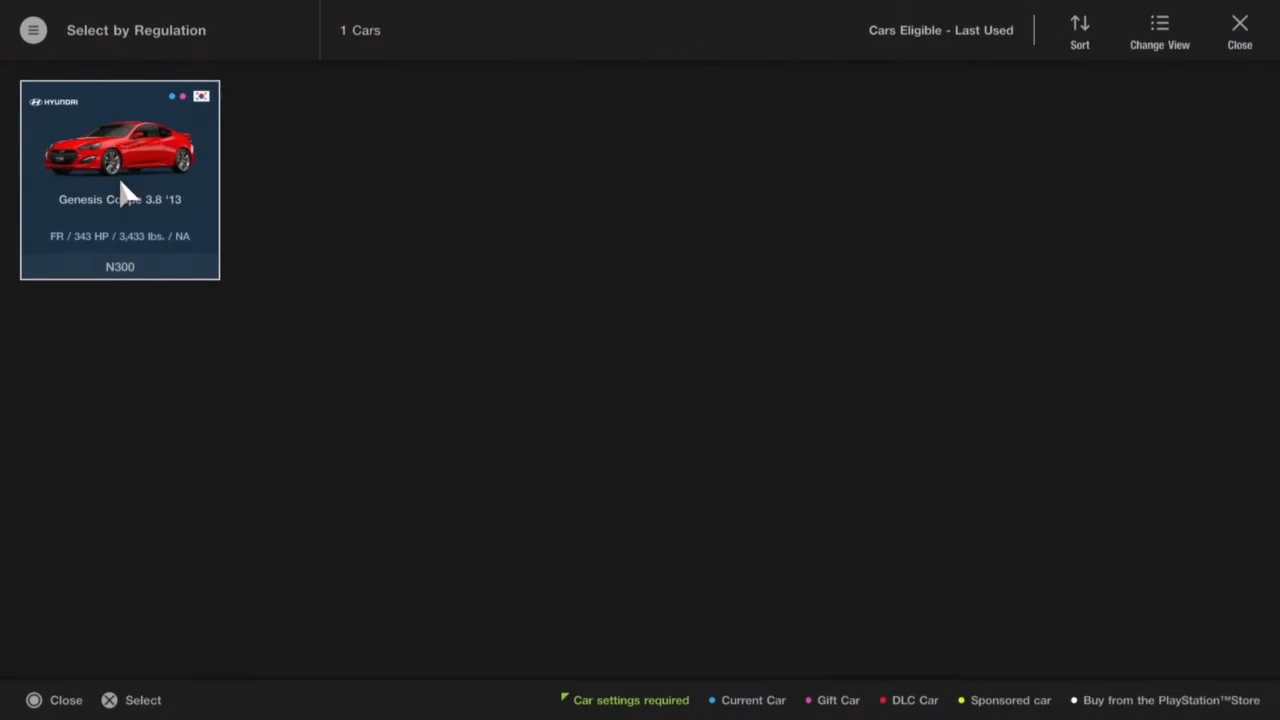 Select by Regulation
1 Cars
Cars Eligible - Last Used
Sort
Change View
Close
HYUNDAI
Genesis Coupe 3.8 '13
FR / 343 HP / 3,433 lbs. / NA
N300
Close
Select
Car settings required
Current Car
Gift Car
DLC Car
Sponsored car
Buy from the PlayStation™Store